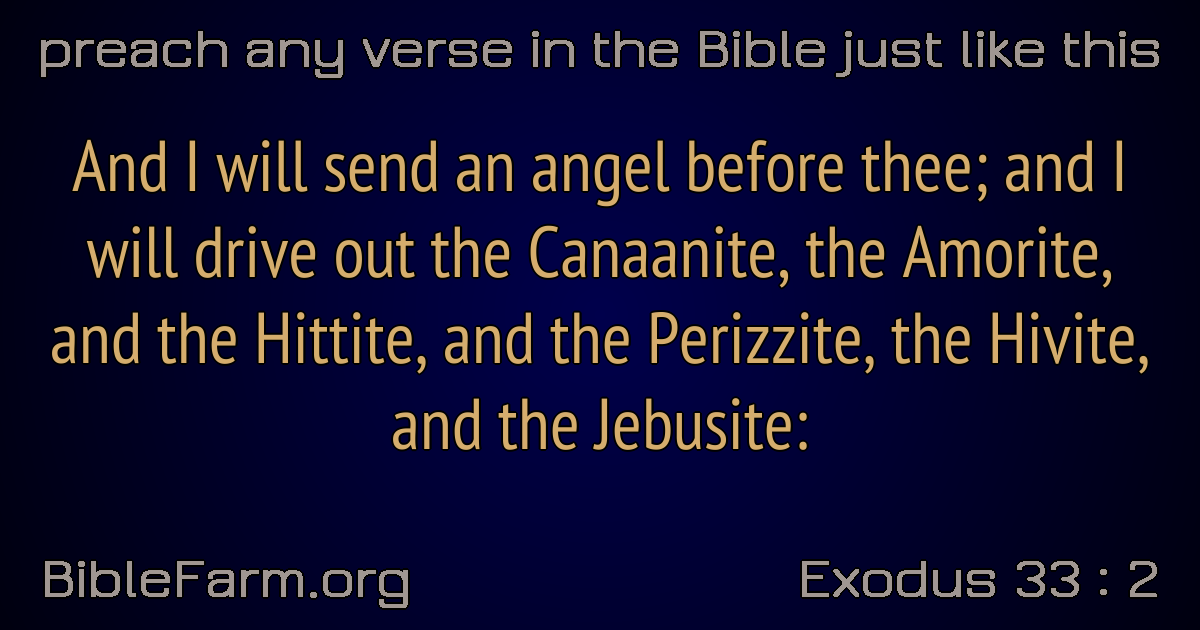 preach any verse in the Bible just like this
And I will send an angel before thee; and I
will drive out the Canaanite, the Amorite,
and the Hittite, and the Perizzite, the Hivite,
and the Jebusite:
BibleFarm.org
Exodus 33 : 2